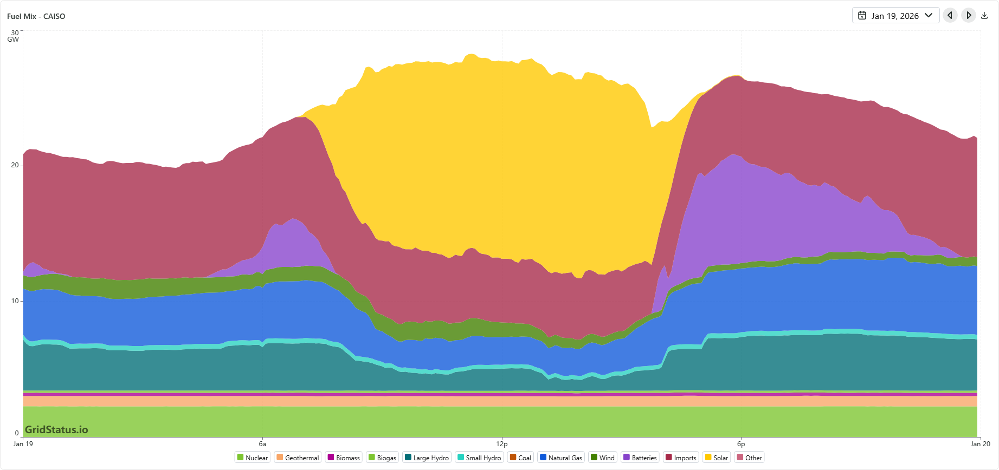 Fuel Mix - CAISO
Jan 19, 2026
30
GW
20
10
0
GridStatus.io
Jan 19
6a
12p
6p
Jan 20
Nuclear
Geothermal
Biomass
Biogas
Large Hydro
Small Hydro
Coal
Natural Gas
Wind
Batteries
Imports
Solar
Other